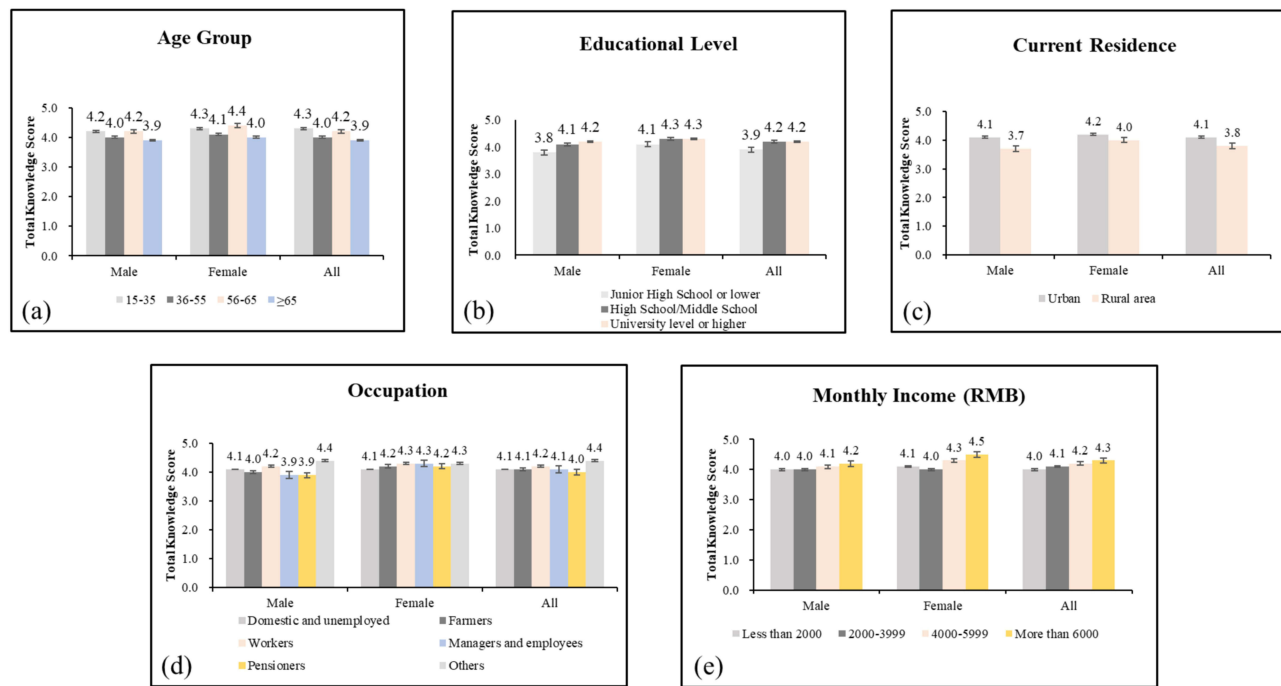 Age Group
Total Knowledge Score
5.0
4.0
3.0
2.0
1.0
0.0
4.2 4.0 4.2 3.9
4.3 4.1 4.4 4.0
4.3 4.0 4.2 3.9
Male Female All
15-35 36-55 56-65 ≥65
(a)
Educational Level
Total Knowledge Score
5.0
4.0
3.0
2.0
1.0
0.0
3.8 4.1 4.2
4.1 4.3 4.3
3.9 4.2 4.2
Male Female All
Junior High School or lower
High School/Middle School
University level or higher
(b)
Current Residence
Total Knowledge Score
5.0
4.0
3.0
2.0
1.0
0.0
4.1 3.7
4.2 4.0
4.1 3.8
Male Female All
Urban Rural area
(c)
Occupation
Total Knowledge Score
5.0
4.0
3.0
2.0
1.0
0.0
4.1 4.0 4.2 3.9 3.9 4.4
4.1 4.2 4.3 4.3 4.2 4.3
4.1 4.1 4.2 4.1 4.0 4.4
Male Female All
Domestic and unemployed Farmers
Workers Managers and employees
Pensioners Others
(d)
Monthly Income (RMB)
Total Knowledge Score
5.0
4.0
3.0
2.0
1.0
0.0
4.0 4.0 4.1 4.2
4.1 4.0 4.3 4.5
4.0 4.1 4.2 4.3
Male Female All
Less than 2000 2000-3999 4000-5999 More than 6000
(e)